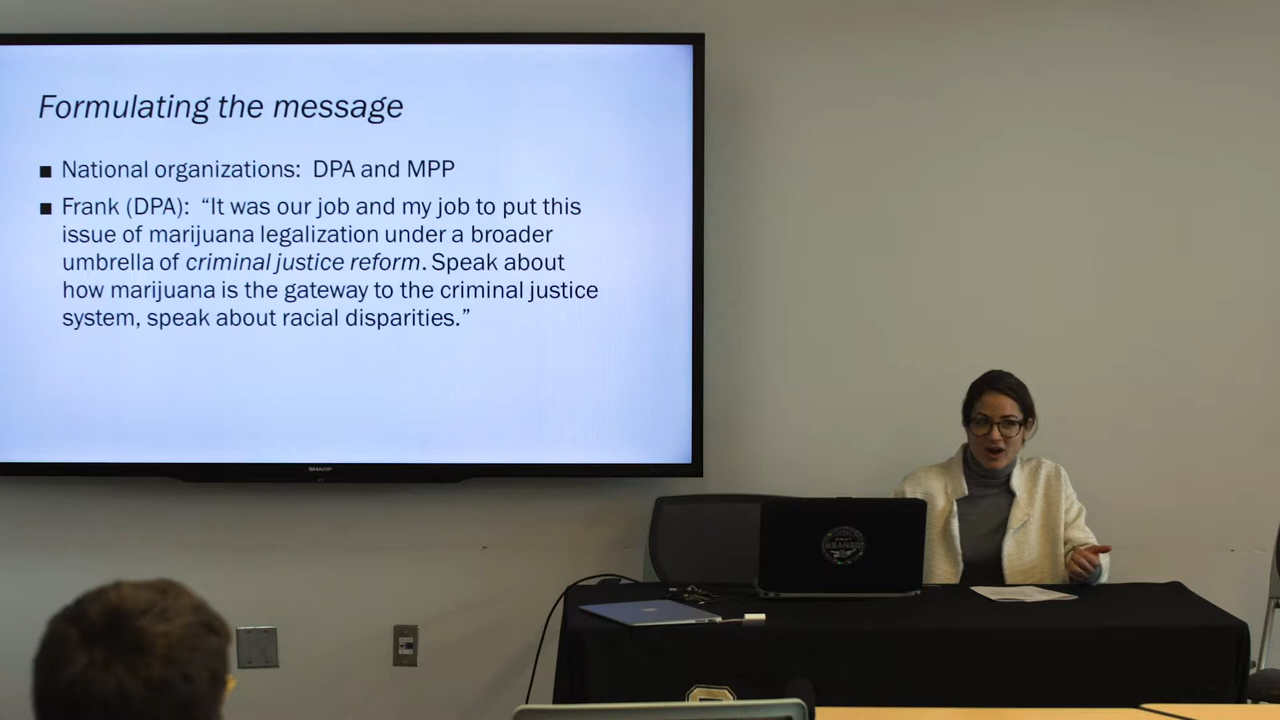 Formulating the message
■ National organizations: DPA and MPP
■ Frank (DPA): “It was our job and my job to put this
issue of marijuana legalization under a broader
umbrella of criminal justice reform. Speak about
how marijuana is the gateway to the criminal justice
system, speak about racial disparities.”
SHARP